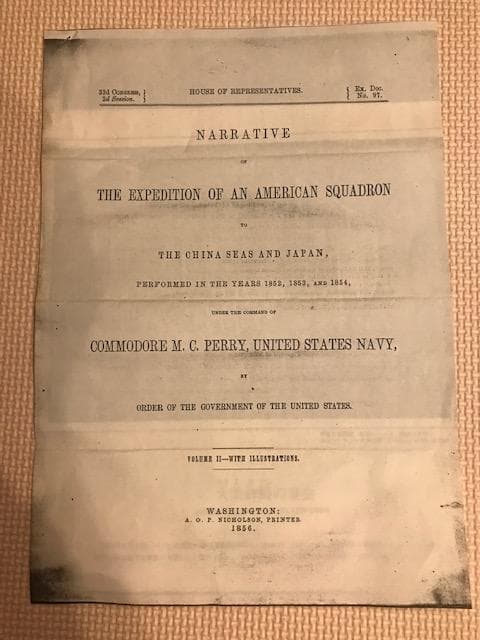 33d Congress, }
2d Session. }
HOUSE OF REPRESENTATIVES.
{ Ex. Doc.
{ No. 97.
NARRATIVE
OF
THE EXPEDITION OF AN AMERICAN SQUADRON
TO
THE CHINA SEAS AND JAPAN,
PERFORMED IN THE YEARS 1852, 1853, AND 1854,
UNDER THE COMMAND OF
COMMODORE M. C. PERRY, UNITED STATES NAVY,
BY
ORDER OF THE GOVERNMENT OF THE UNITED STATES.
VOLUME II—WITH ILLUSTRATIONS.
WASHINGTON:
A. O. P. NICHOLSON, PRINTER.
1856.